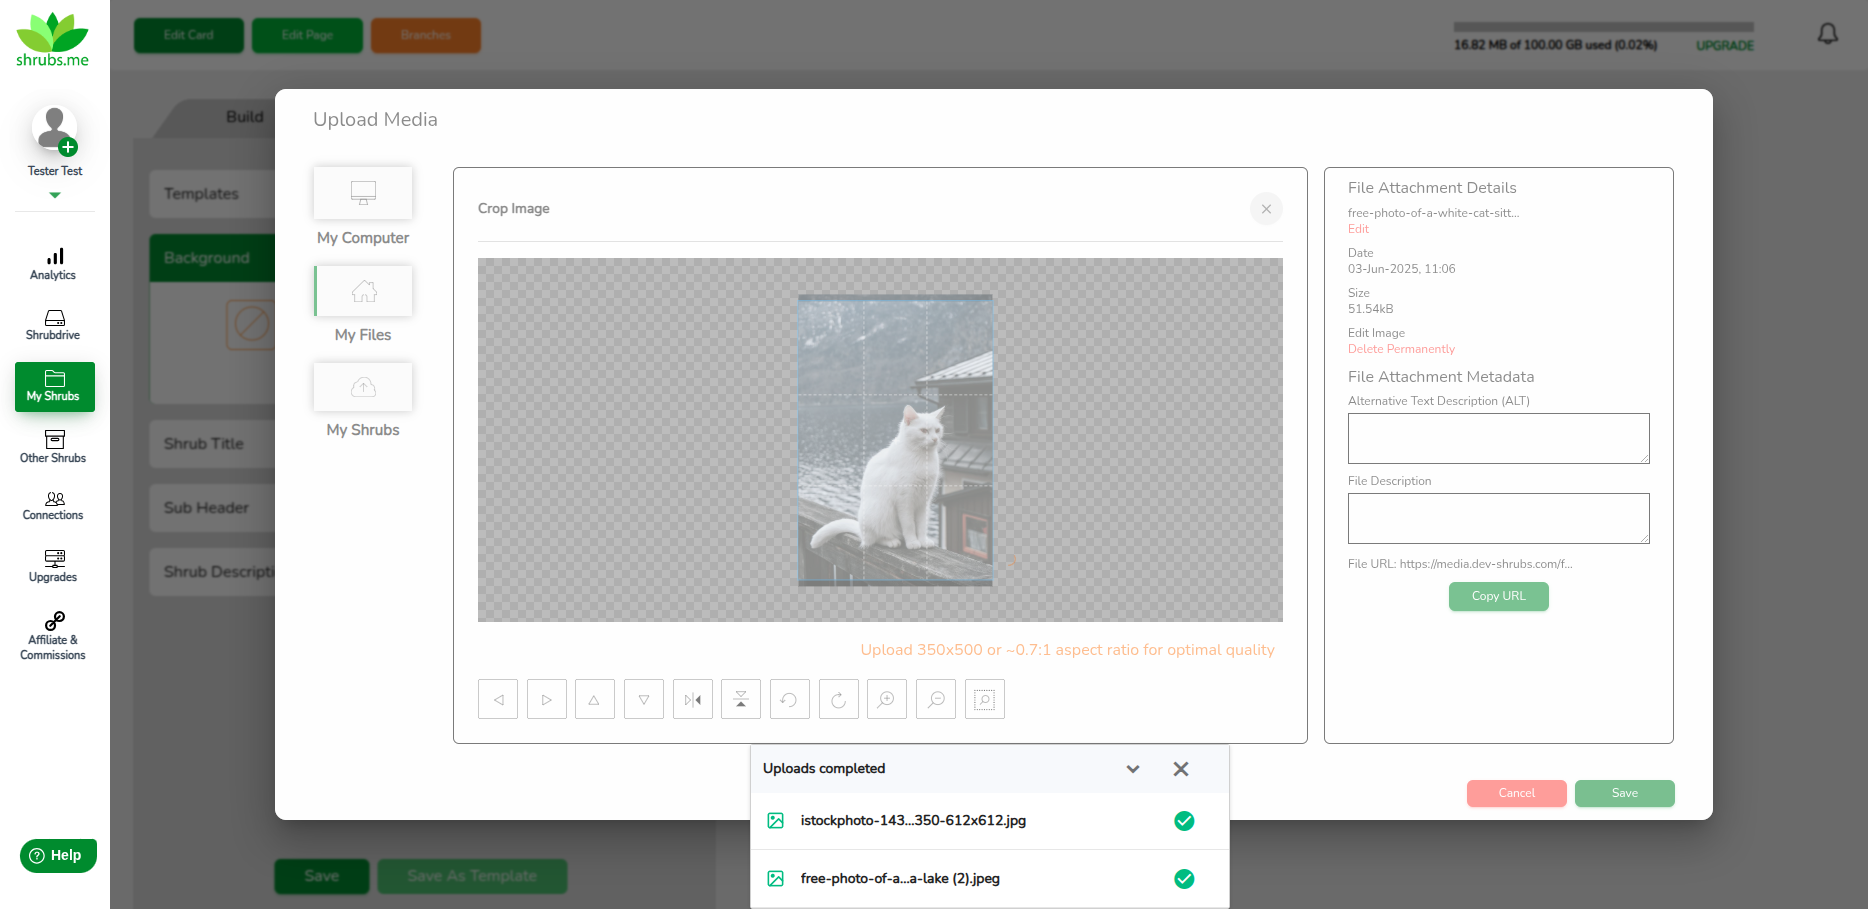 shrubs.me
Tester Test
Analytics
Shrubdrive
My Shrubs
Other Shrubs
Connections
Upgrades
Affiliate &
Commissions
Help
Edit Card
Edit Page
Branches
16.82 MB of 100.00 GB used (0.02%)
UPGRADE
Build
Templates
Background
Shrub Title
Sub Header
Shrub Descripti
Save
Save As Template
Upload Media
My Computer
My Files
My Shrubs
Crop Image
Upload 350x500 or ~0.7:1 aspect ratio for optimal quality
File Attachment Details
free-photo-of-a-white-cat-sitt...
Edit
Date
03-Jun-2025, 11:06
Size
51.54kB
Edit Image
Delete Permanently
File Attachment Metadata
Alternative Text Description (ALT)
File Description
File URL: https://media.dev-shrubs.com/f...
Copy URL
Cancel
Save
Uploads completed
istockphoto-143...350-612x612.jpg
free-photo-of-a...a-lake (2).jpeg